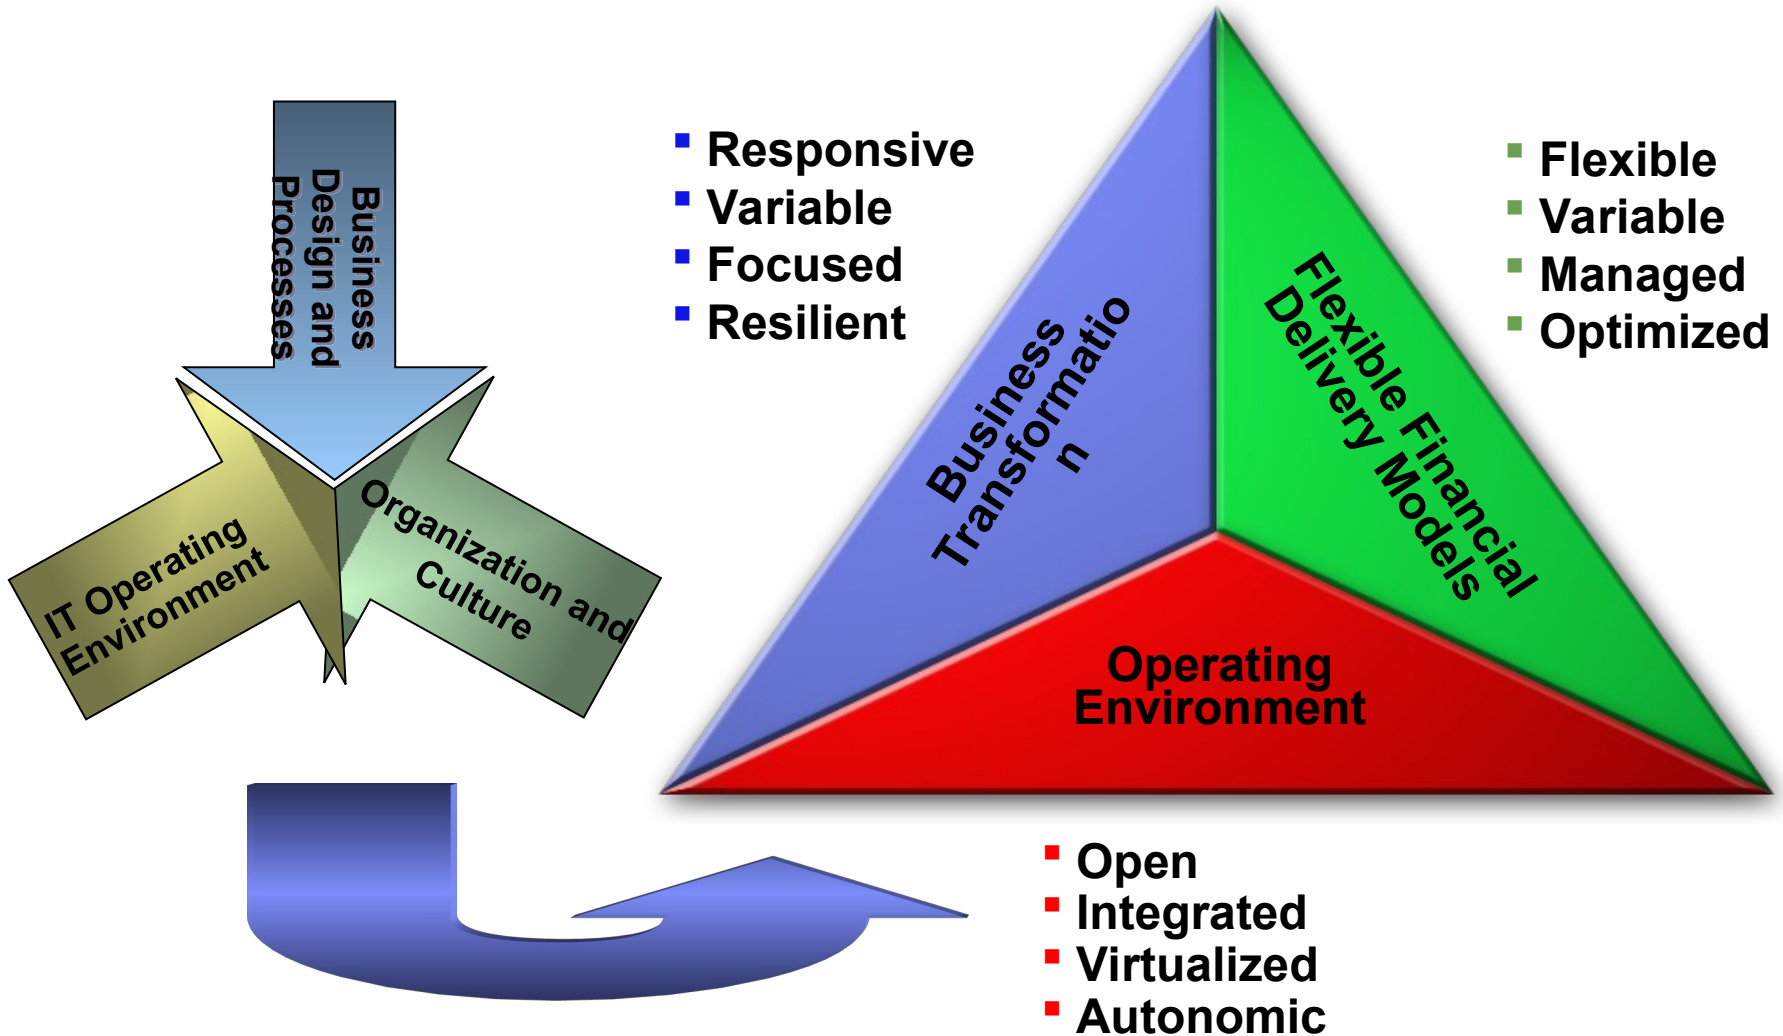 Business
Design and
Processes
IT Operating
Environment
Organization and
Culture
Responsive
Variable
Focused
Resilient
Business
Transformatio
n
Flexible Financial
Delivery Models
Flexible
Variable
Managed
Optimized
Operating
Environment
Open
Integrated
Virtualized
Autonomic